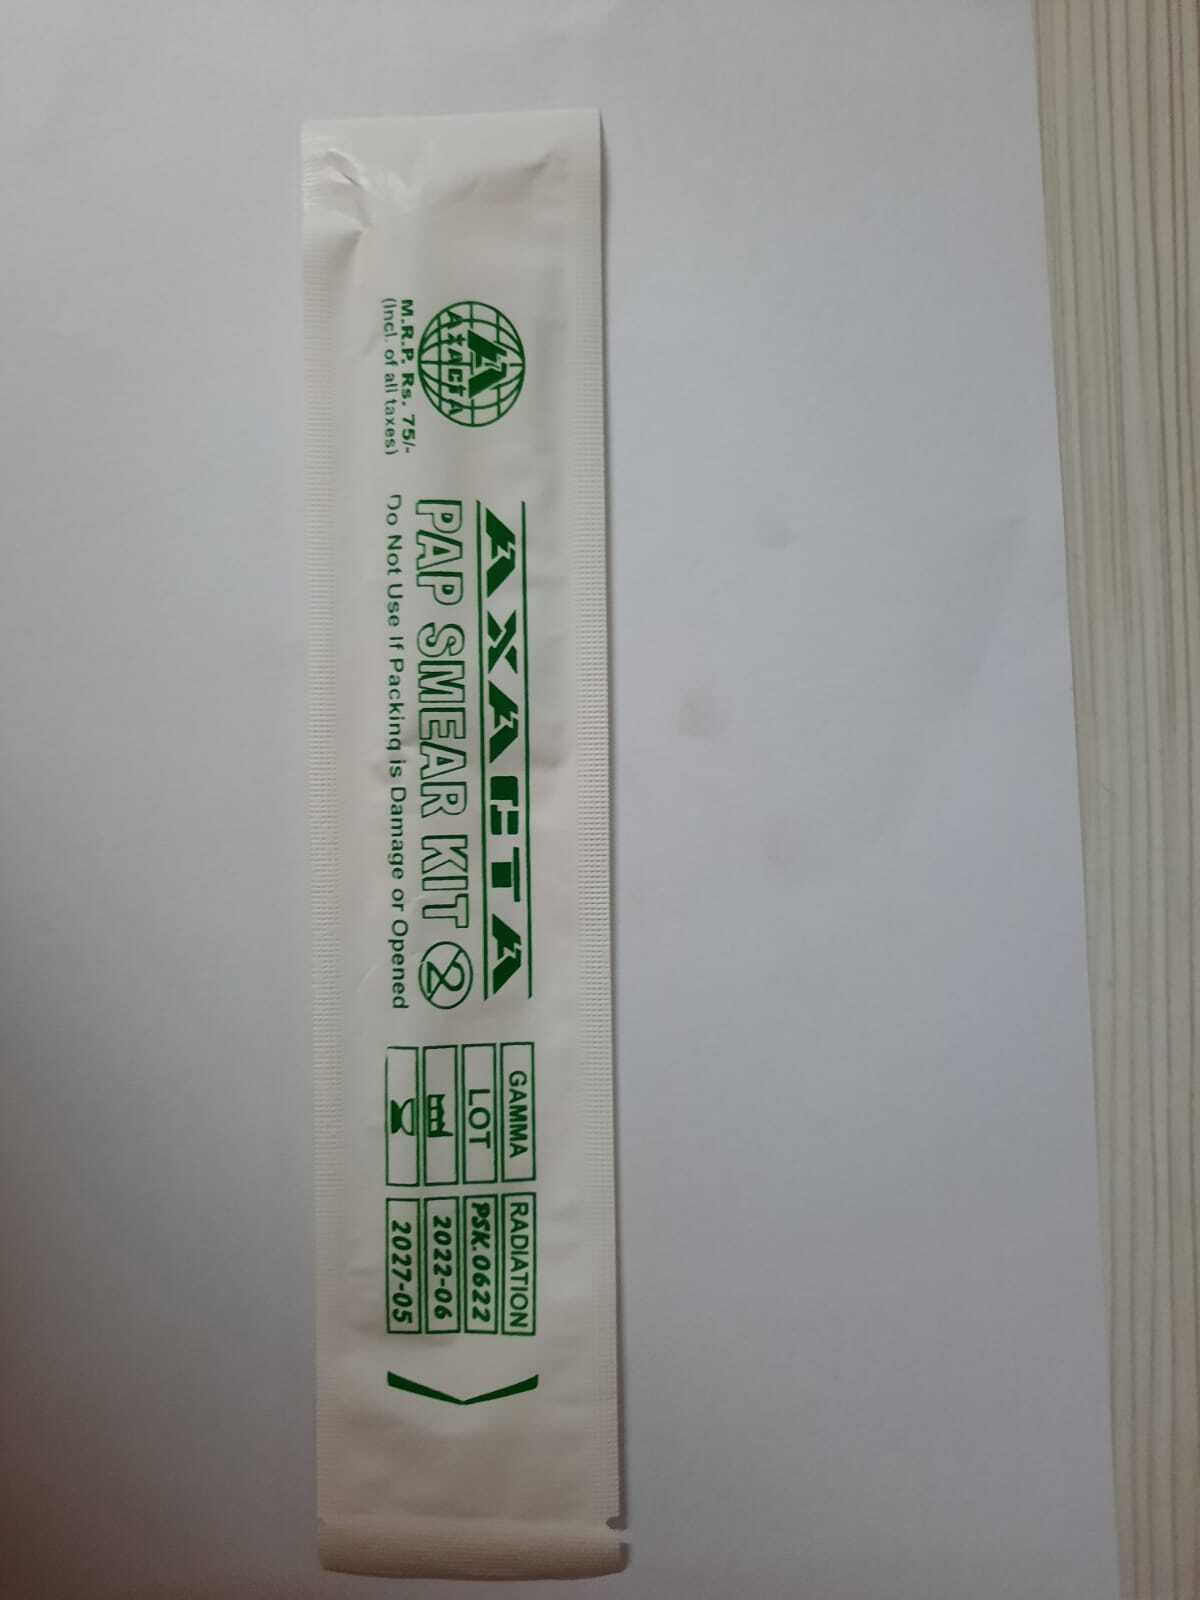 A
AXACTA
M.R.P. Rs. 75/-
(Incl. of all taxes)
AXACTA
PAP SMEAR KIT 2
Do Not Use If Packing is Damage or Opened
GAMMA RADIATION
LOT PSK.0622
2022-06
2027-05